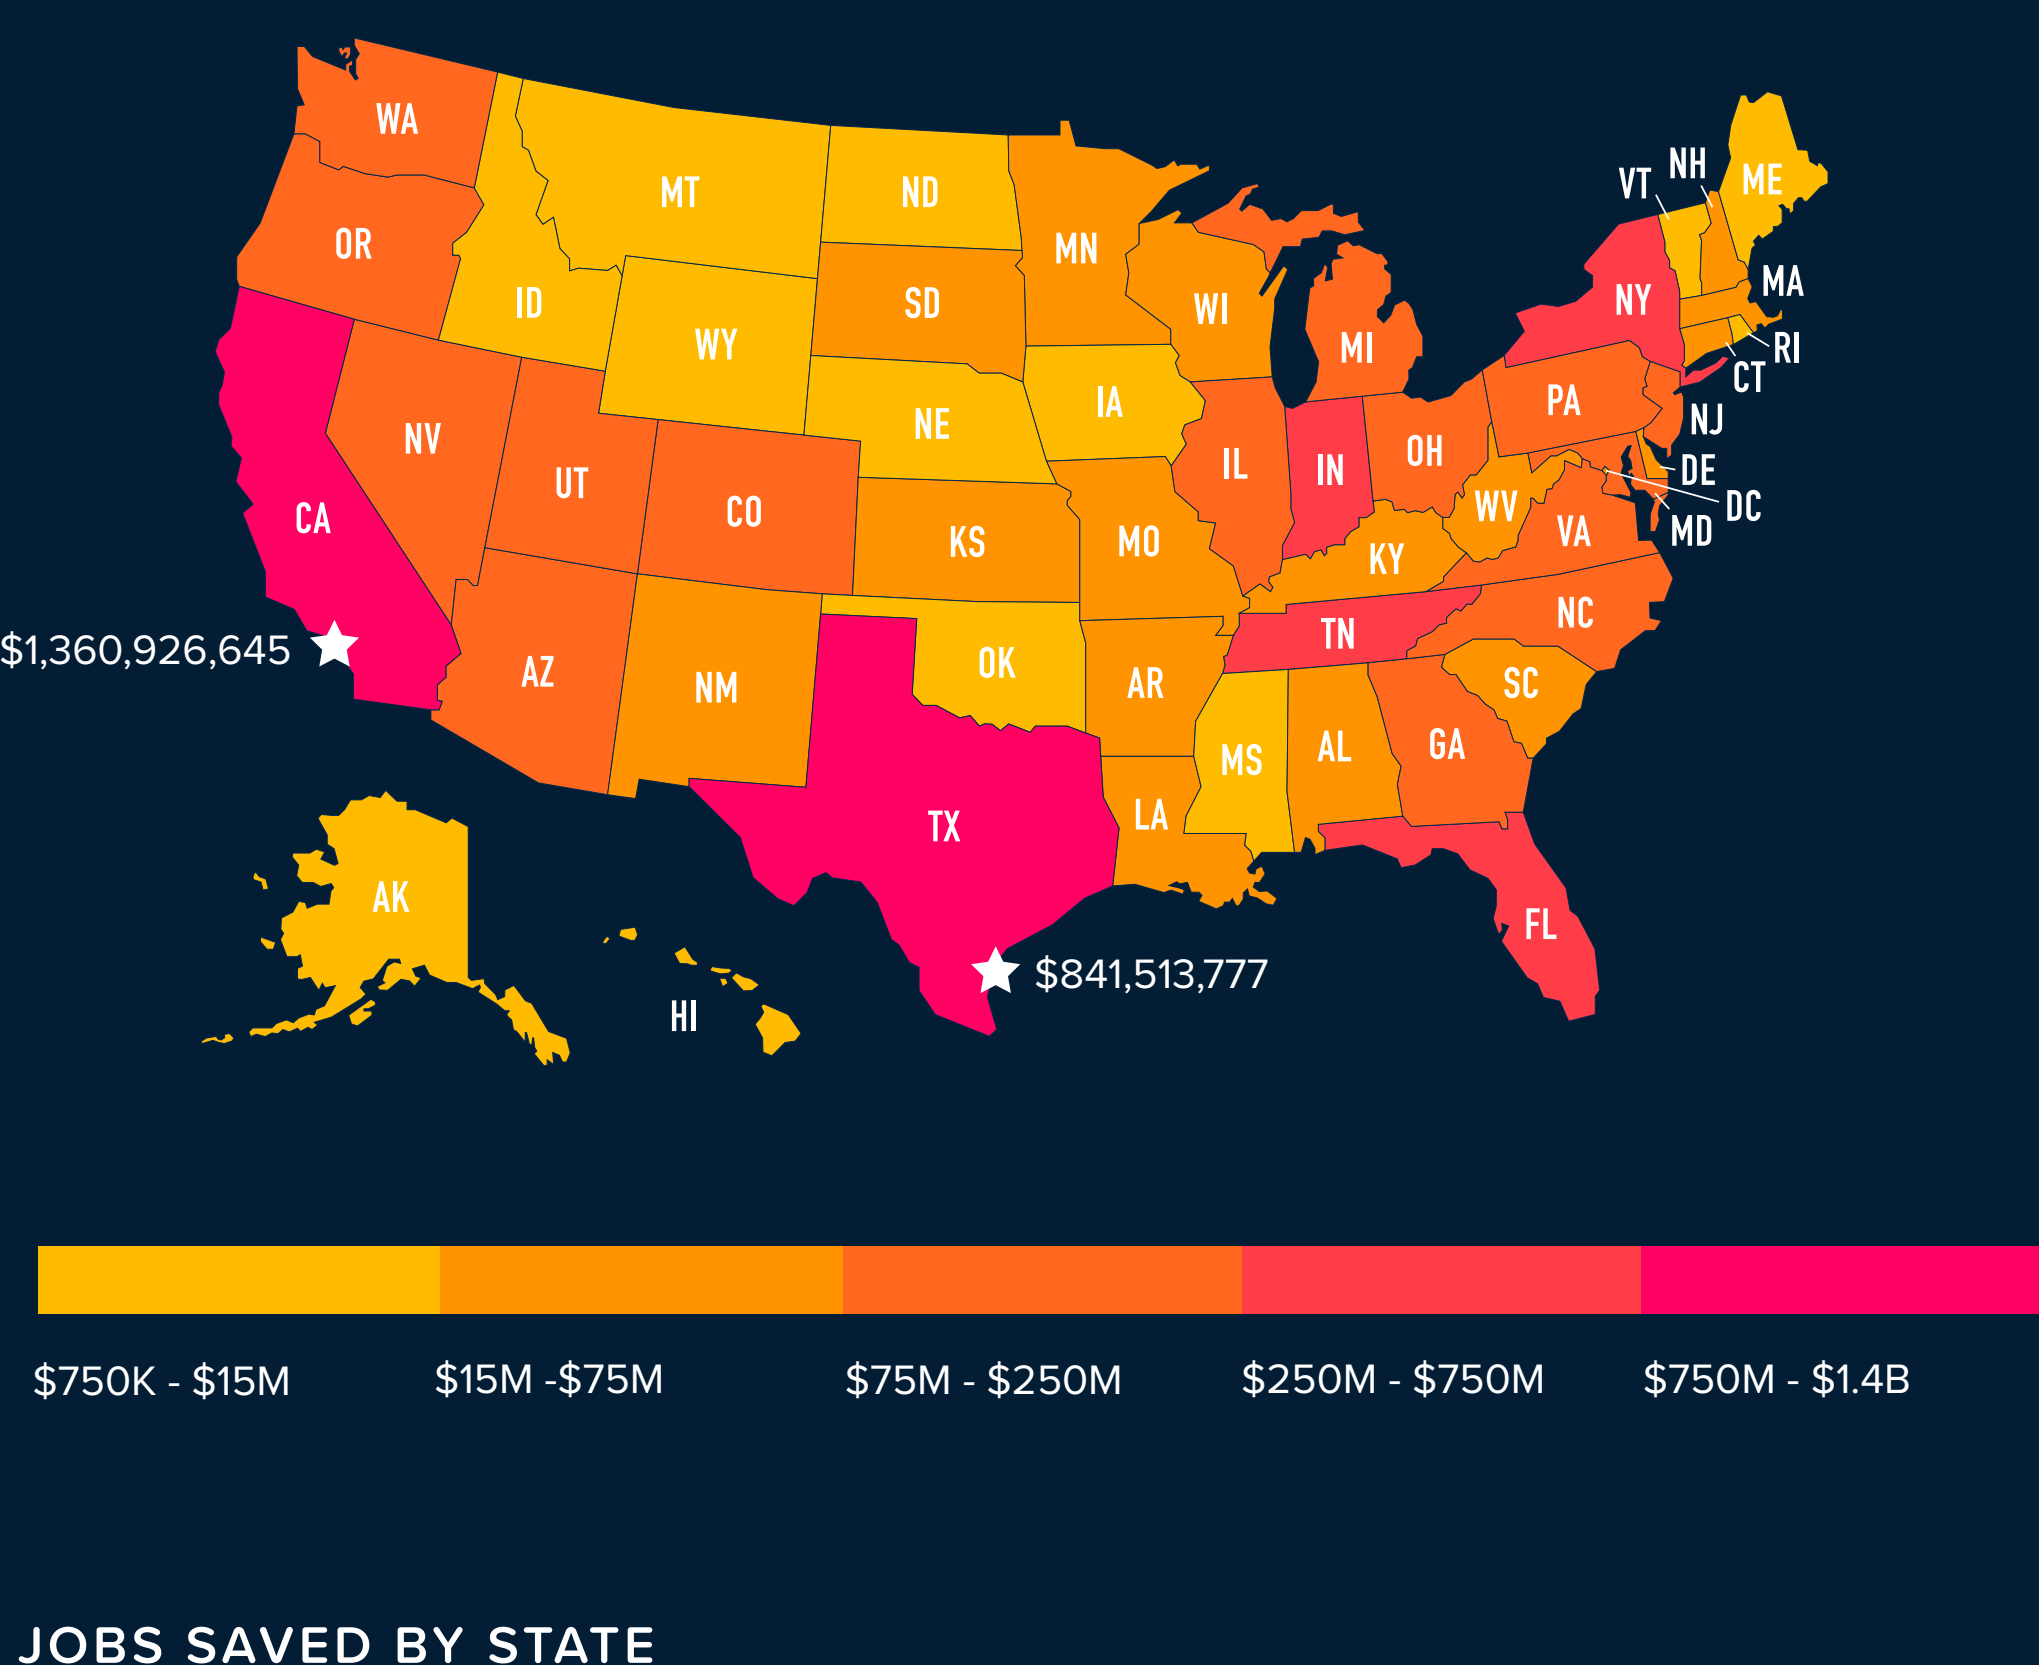 WA
NH
VT
ME
MT
ND
OR
MN
MA
ID
SD
WI
NY
WY
MI
RI
CT
IA
PA
NE
NJ
NV
OH
IL
IN
DE
UT
WV
DC
CO
CA
VA
MD
KS
MO
KY
NC
TN
$1,360,926,645
OK
AZ
NM
AR
SC
GA
AL
MS
LA
TX
AK
FL
$841,513,777
HI
$750K - $15M
$15M -$75M
$75M - $250M
$250M - $750M
$750M - $1.4B
JOBS SAVED BY STATE